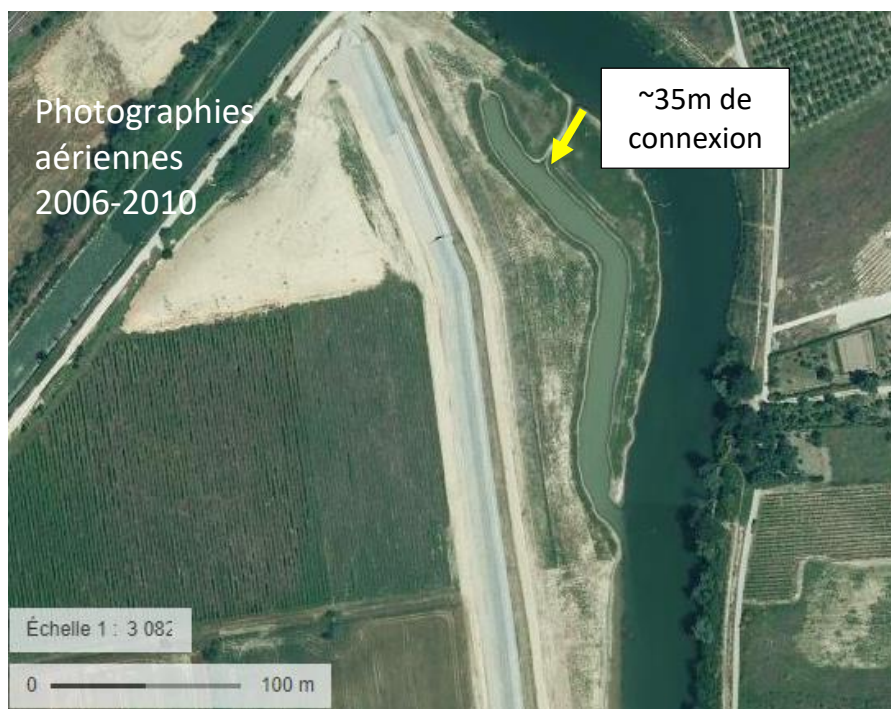 Photographies
aériennes
2006-2010
~35m de
connexion
Échelle 1 : 3 082
0 100 m